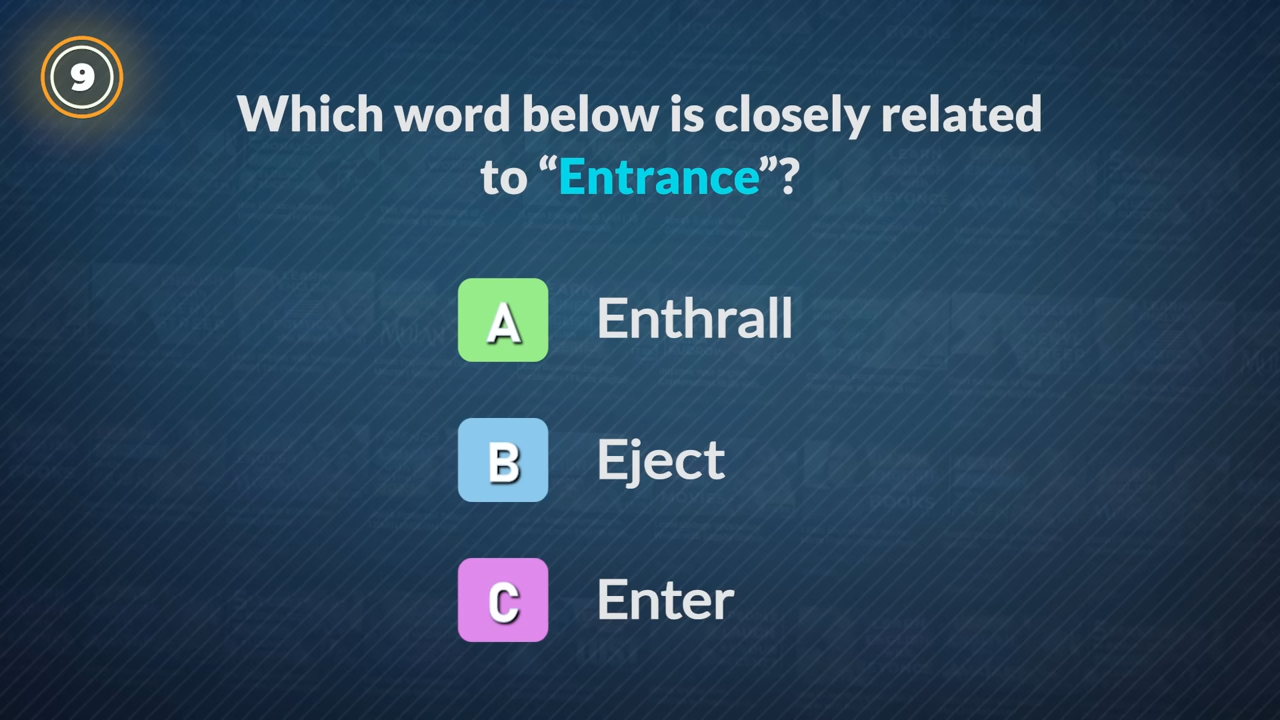 9
Which word below is closely related
to “Entrance”?
A Enthrall
B Eject
C Enter